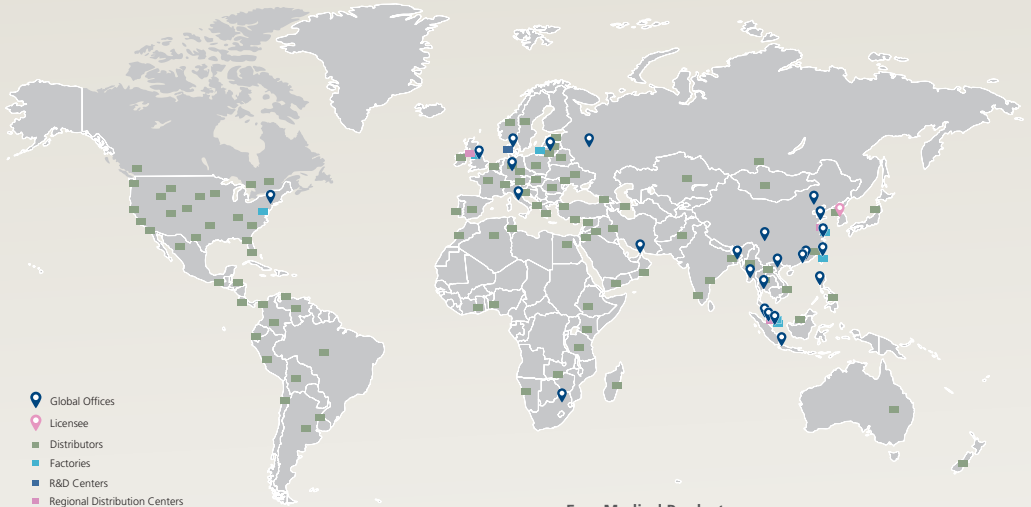 Global Offices
Licensee
Distributors
Factories
R&D Centers
Regional Distribution Centers